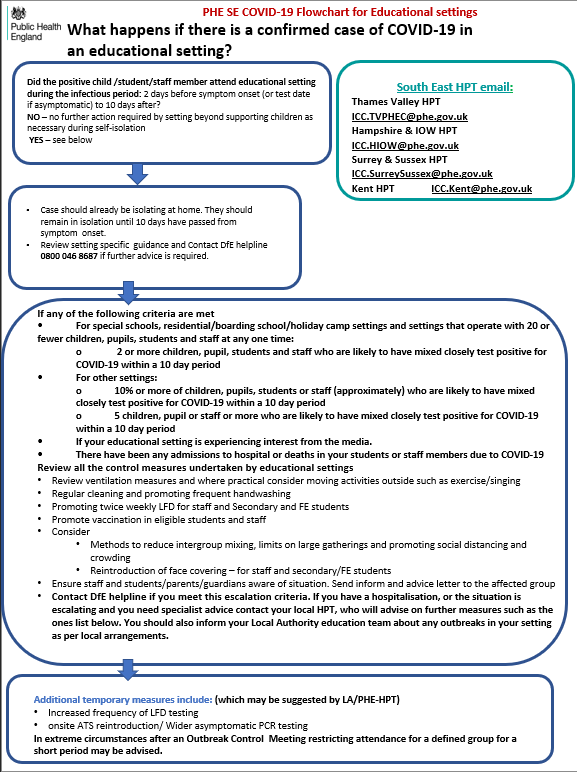 PHE SE COVID-19 Flowchart for Educational settings
Public Health
England
What happens if there is a confirmed case of COVID-19 in
an educational setting?
Did the positive child /student/staff member attend educational setting
during the infectious period: 2 days before symptom onset (or test date
if asymptomatic) to 10 days after?
NO – no further action required by setting beyond supporting children as
necessary during self-isolation
YES – see below
South East HPT email:
Thames Valley HPT
ICC.TVPHEC@phe.gov.uk
Hampshire & IOW HPT
ICC.HIOW@phe.gov.uk
Surrey & Sussex HPT
ICC.SurreySussex@phe.gov.uk
Kent HPT ICC.Kent@phe.gov.uk
• Case should already be isolating at home. They should
remain in isolation until 10 days have passed from
symptom onset.
• Review setting specific guidance and Contact DfE helpline
0800 046 8687 if further advice is required.
If any of the following criteria are met
• For special schools, residential/boarding school/holiday camp settings and settings that operate with 20 or
fewer children, pupils, students and staff at any one time:
o 2 or more children, pupil, students and staff who are likely to have mixed closely test positive for
COVID-19 within a 10 day period
• For other settings:
o 10% or more of children, pupils, students or staff (approximately) who are likely to have mixed
closely test positive for COVID-19 within a 10 day period
o 5 children, pupil or staff or more who are likely to have mixed closely test positive for COVID-19
within a 10 day period
• If your educational setting is experiencing interest from the media.
• There have been any admissions to hospital or deaths in your students or staff members due to COVID-19
Review all the control measures undertaken by educational settings
• Review ventilation measures and where practical consider moving activities outside such as exercise/singing
• Regular cleaning and promoting frequent handwashing
• Promoting twice weekly LFD for staff and Secondary and FE students
• Promote vaccination in eligible students and staff
• Consider
• Methods to reduce intergroup mixing, limits on large gatherings and promoting social distancing and
crowding
• Reintroduction of face covering – for staff and secondary/FE students
• Ensure staff and students/parents/guardians aware of situation. Send inform and advice letter to the affected group
• Contact DfE helpline if you meet this escalation criteria. If you have a hospitalisation, or the situation is
escalating and you need specialist advice contact your local HPT, who will advise on further measures such as the
ones list below. You should also inform your Local Authority education team about any outbreaks in your setting
as per local arrangements.
Additional temporary measures include: (which may be suggested by LA/PHE-HPT)
• Increased frequency of LFD testing
• onsite ATS reintroduction/ Wider asymptomatic PCR testing
In extreme circumstances after an Outbreak Control Meeting restricting attendance for a defined group for a
short period may be advised.